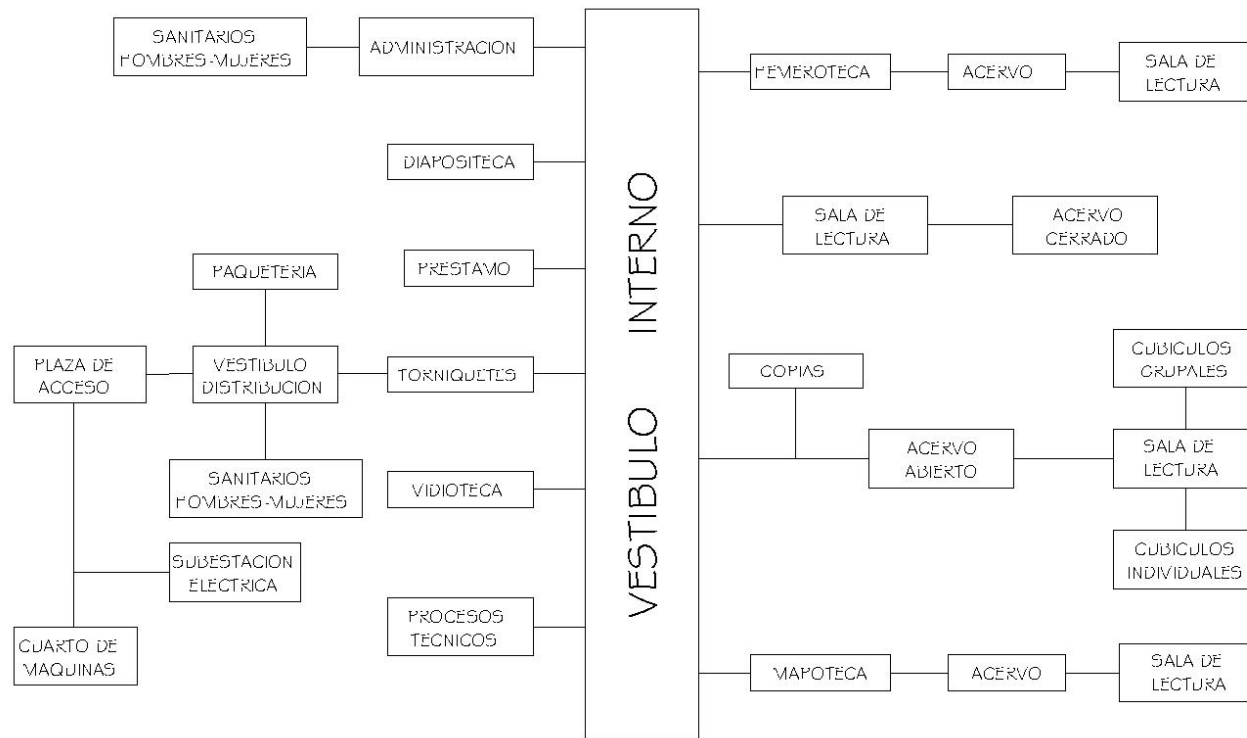 SANITARIOS
HOMBRES-MUJERES
ADMINISTRACION
DIAPOSITECA
PRESTAMO
PAQUETERIA
PLAZA DE
ACCESO
VESTIBULO
DISTRIBUCION
TORNIQUETES
SANITARIOS
HOMBRES-MUJERES
VIDIOTECA
SUBESTACION
ELECTRICA
PROCESOS
TECNICOS
CUARTO DE
MAQUINAS
VESTIBULO INTERNO
HEMEROTECA
ACERVO
SALA DE
LECTURA
SALA DE
LECTURA
ACERVO
CERRADO
COPIAS
CUBICULOS
GRUPALES
ACERVO
ABIERTO
SALA DE
LECTURA
CUBICULOS
INDIVIDUALES
MAPOTECA
ACERVO
SALA DE
LECTURA